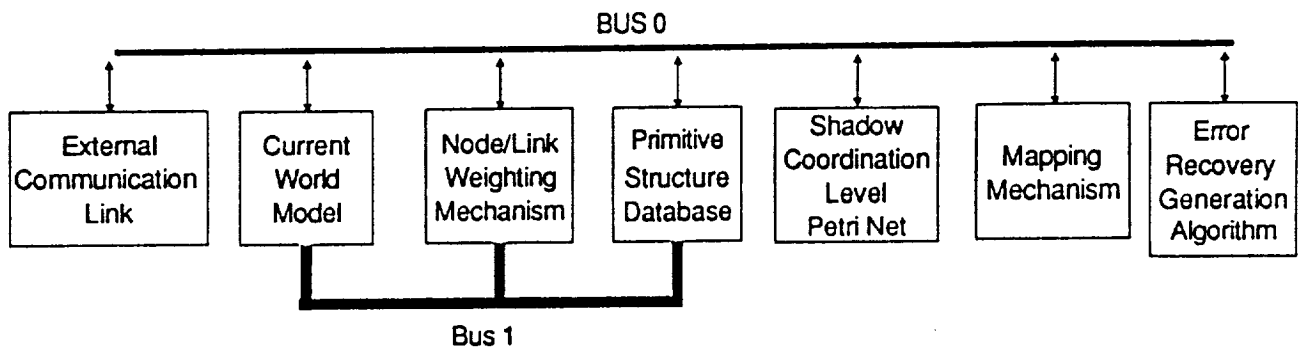 BUS 0
External
Communication
Link
Current
World
Model
Node/Link
Weighting
Mechanism
Primitive
Structure
Database
Shadow
Coordination
Level
Petri Net
Mapping
Mechanism
Error
Recovery
Generation
Algorithm
Bus 1